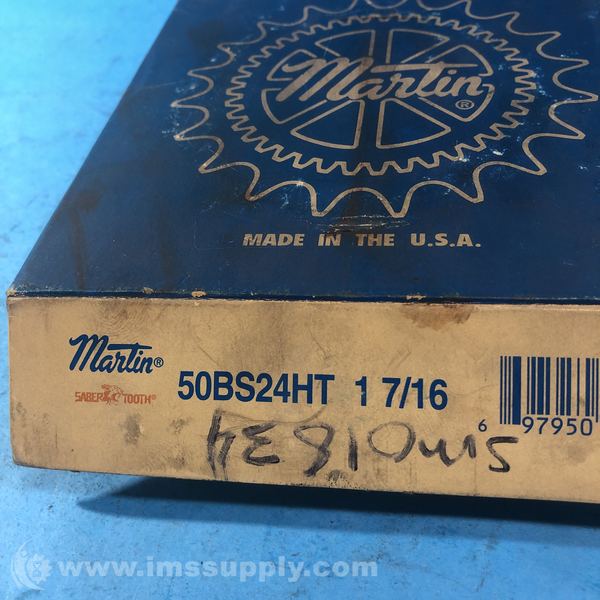 Martin®
MADE IN THE U.S.A.
Martin®
SABER TOOTH®
50BS24HT 1 7/16
6 97950
www.imssupply.com